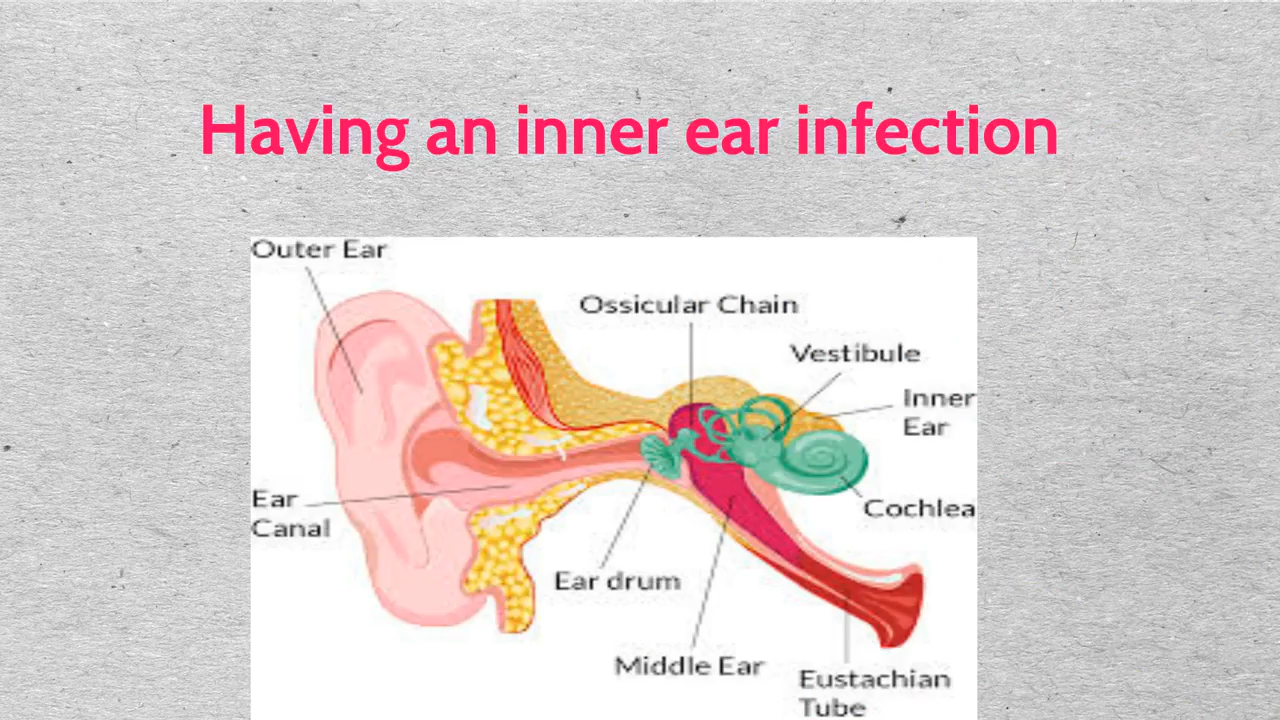 Having an inner ear infection
Outer Ear
Ossicular Chain
Vestibule
Inner
Ear
Ear
Canal
Cochlea
Ear drum
Middle Ear
Eustachian
Tube